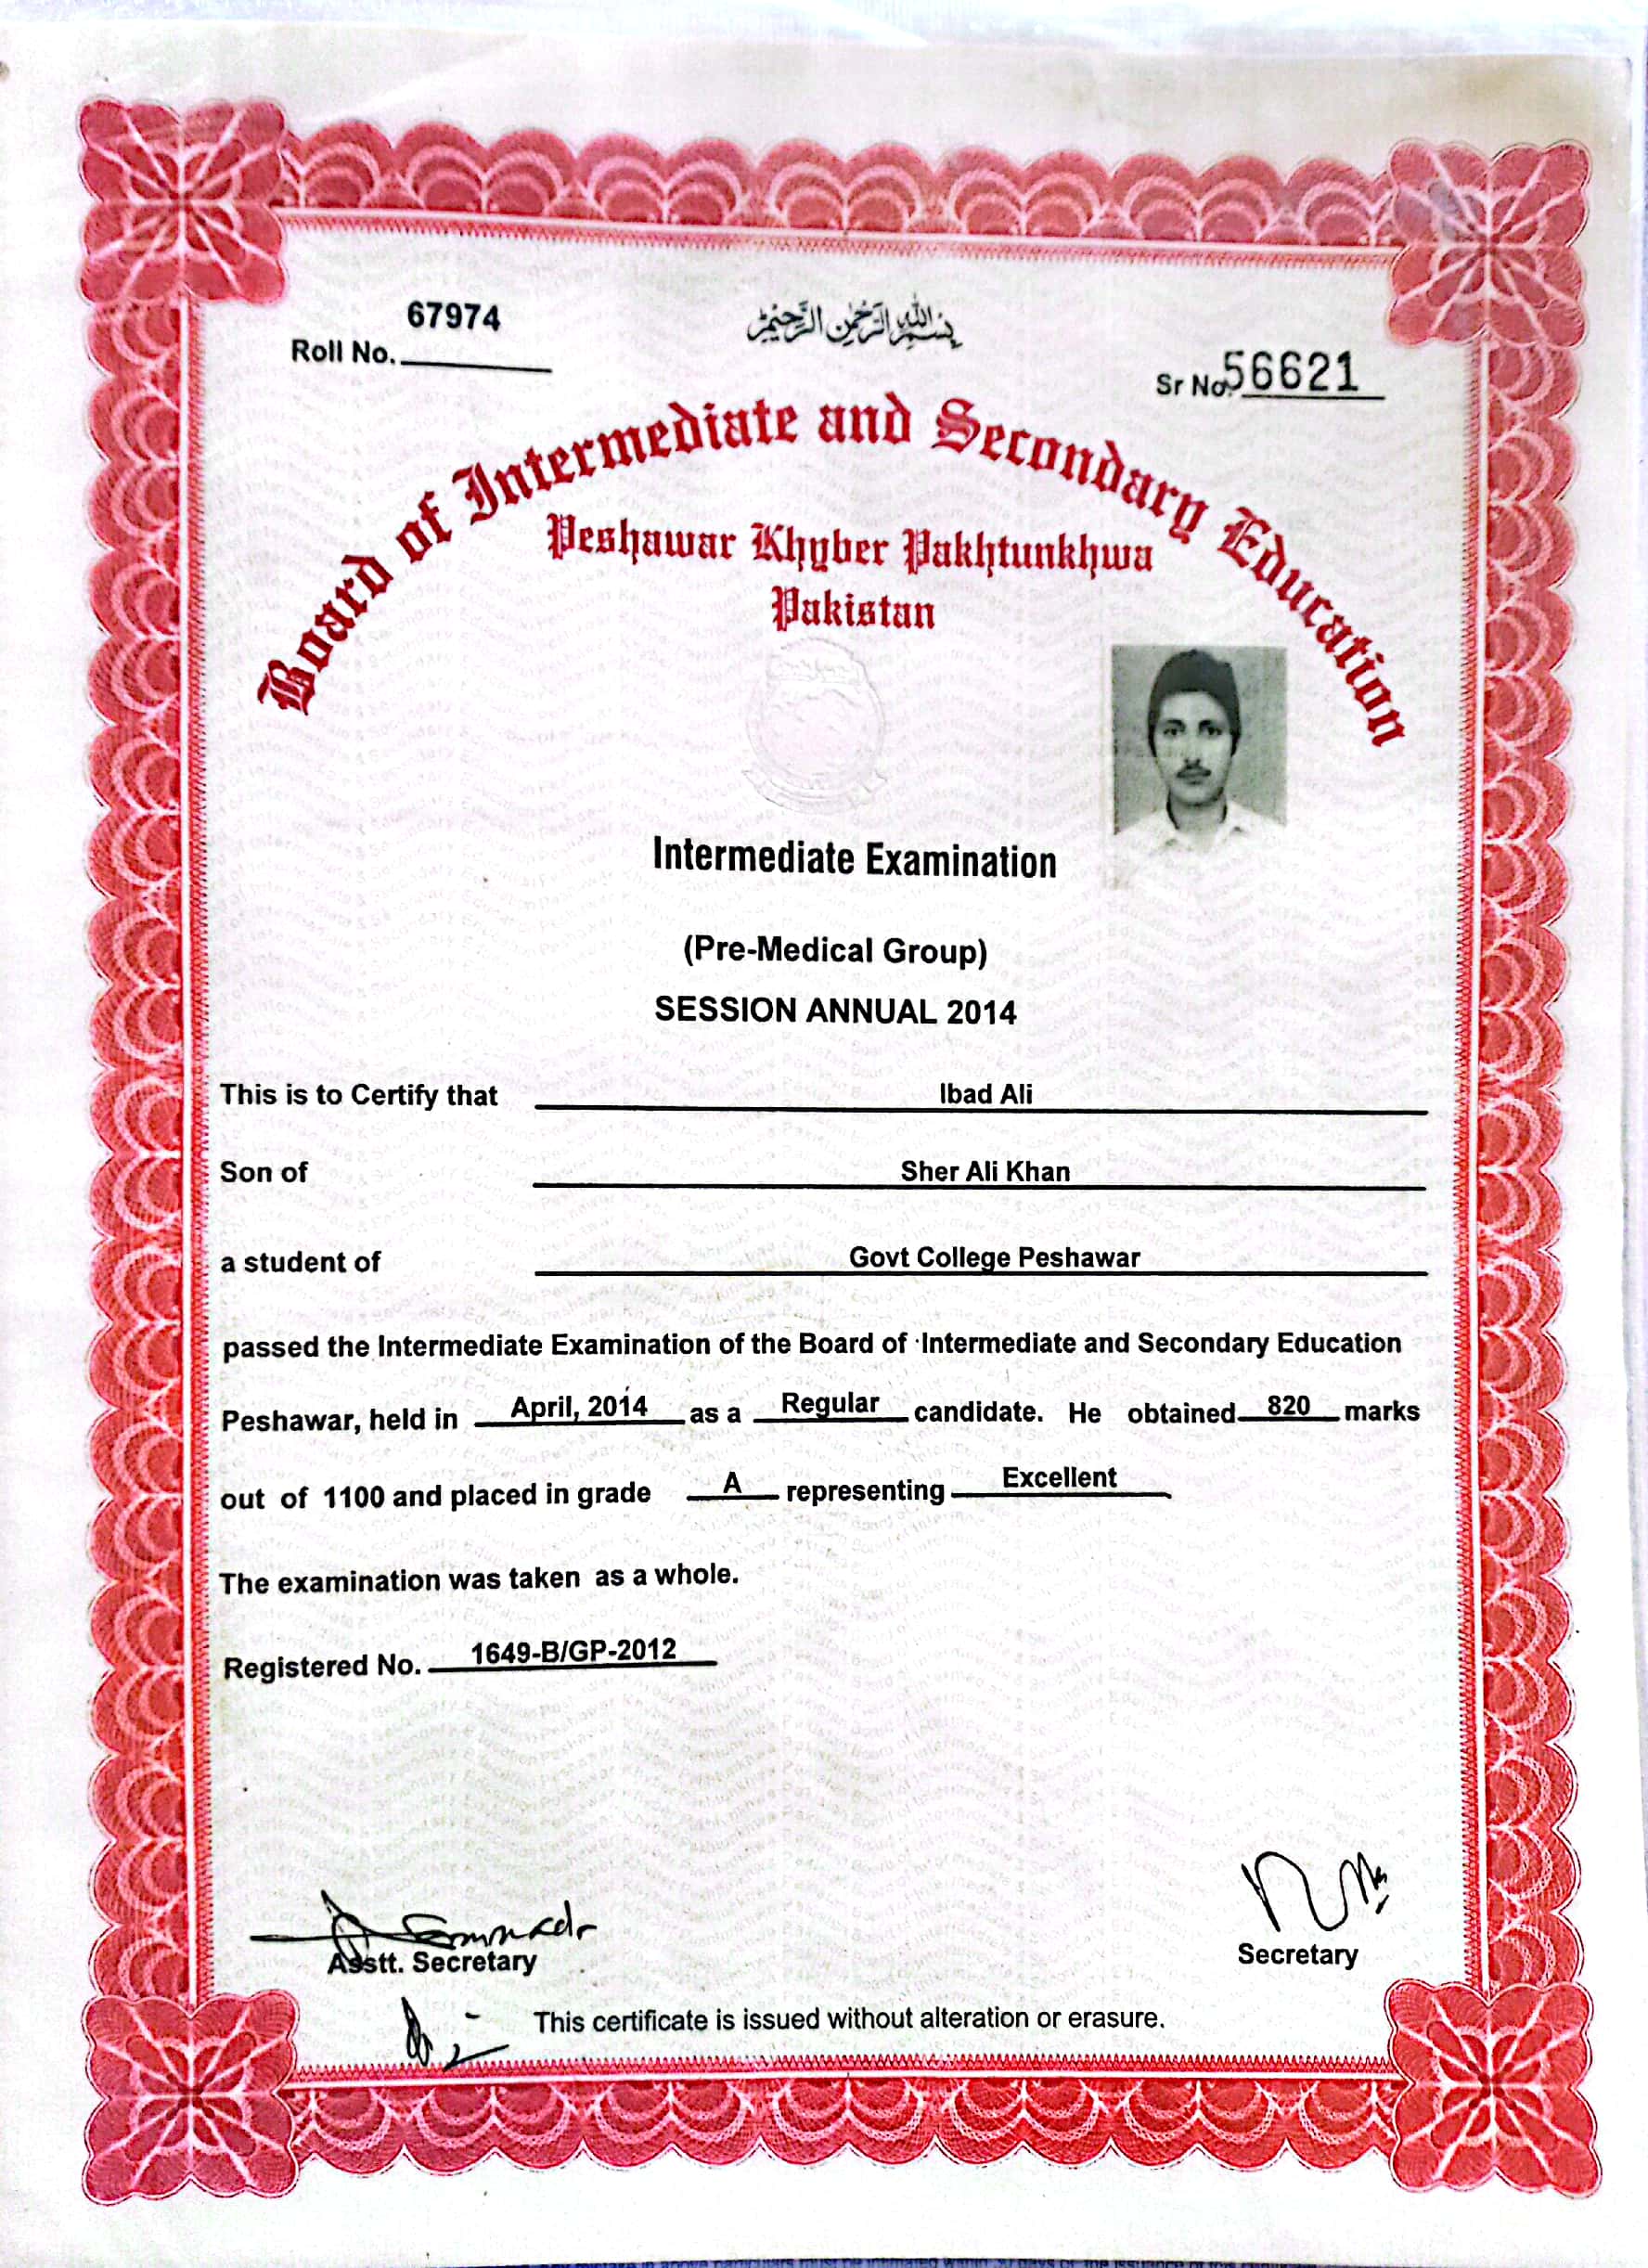 67974
Roll No.
بسم الله الرحمن الرحيم
Sr No. 56621
Board of Intermediate and Secondary Education
Peshawar Khyber Pakhtunkhwa
Pakistan
Intermediate Examination
(Pre-Medical Group)
SESSION ANNUAL 2014
This is to Certify that Ibad Ali
Son of Sher Ali Khan
a student of Govt College Peshawar
passed the Intermediate Examination of the Board of Intermediate and Secondary Education
Peshawar, held in April, 2014 as a Regular candidate. He obtained 820 marks
out of 1100 and placed in grade A representing Excellent
The examination was taken as a whole.
Registered No. 1649-B/GP-2012
Asstt. Secretary
Secretary
This certificate is issued without alteration or erasure.